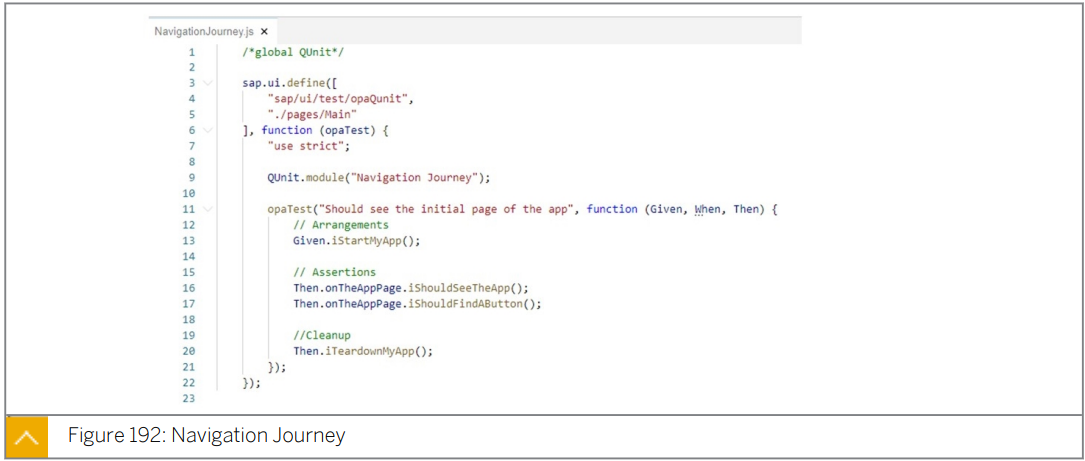 NavigationJourney.js ×
1 /*global QUnit*/
2
3 sap.ui.define([
4 "sap/ui/test/opaQunit",
5 "./pages/Main"
6 ], function (opaTest) {
7 "use strict";
8
9 QUnit.module("Navigation Journey");
10
11 opaTest("Should see the initial page of the app", function (Given, When, Then) {
12 // Arrangements
13 Given.iStartMyApp();
14
15 // Assertions
16 Then.onTheAppPage.iShouldSeeTheApp();
17 Then.onTheAppPage.iShouldFindAButton();
18
19 //Cleanup
20 Then.iTeardownMyApp();
21 });
22 });
23
Figure 192: Navigation Journey